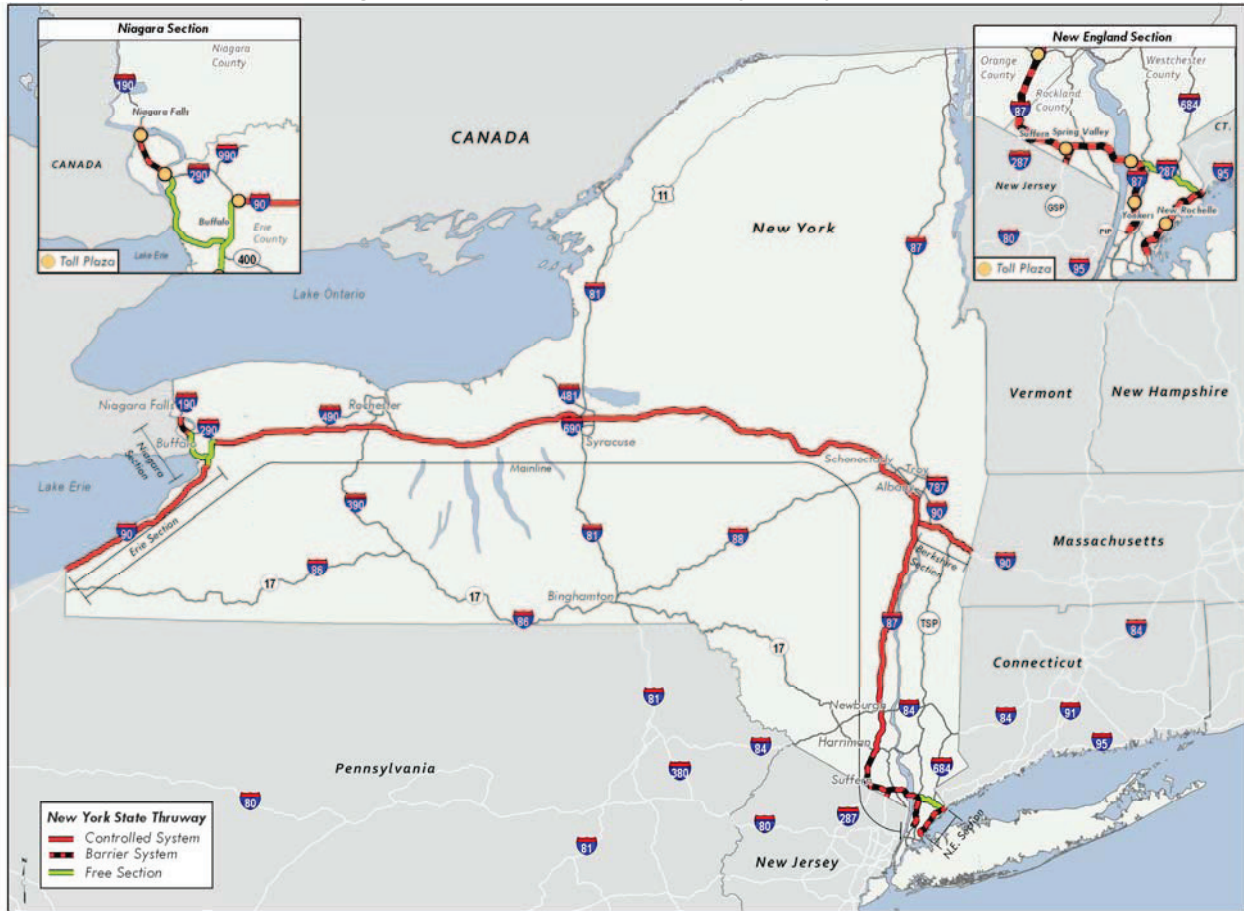 Niagara Section
Niagara
County
190
Niagara Falls
CANADA
290
990
90
Buffalo
Erie
County
Lake Erie
400
Toll Plaza
New England Section
Orange
County
Westchester
County
Rockland
County
87
684
Suffern
Spring Valley
CT.
287
87
287
95
New Jersey
GSP
Yonkers
New Rochelle
PIP
80
95
Toll Plaza
CANADA
11
New York
87
81
Lake Ontario
Vermont
New Hampshire
Niagara Falls
190
290
Buffalo
490
Rochester
481
690
Syracuse
Niagara
Section
Mainline
Schenectady
Troy
Albany
787
90
Lake Erie
90
Erie Section
390
81
88
Berkshire
Section
Massachusetts
90
86
17
17
86
Binghamton
87
TSP
17
84
Connecticut
Newburgh
84
84
91
95
Harriman
81
84
Suffern
684
Pennsylvania
380
80
80
287
81
New Jersey
N.E. Section
New York State Thruway
Controlled System
Barrier System
Free Section
N